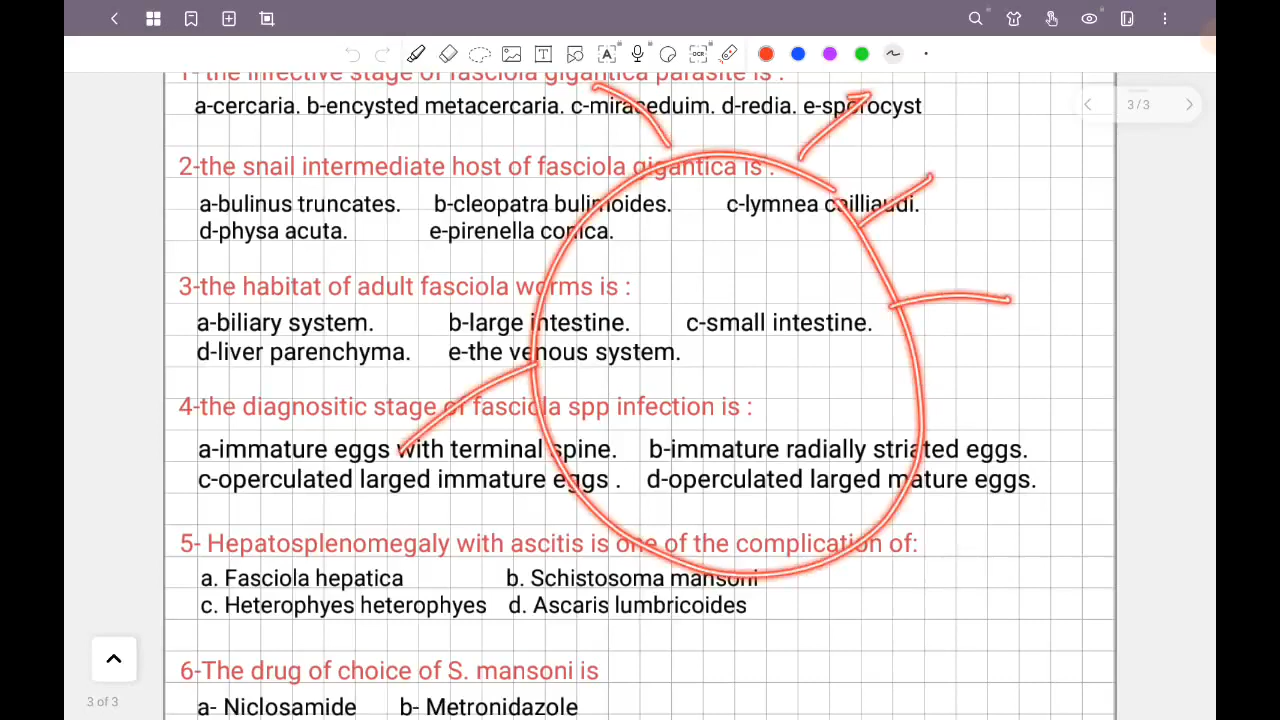 3/3
1- the infective stage of fasciola gigantica parasite is :
a-cercaria. b-encysted metacercaria. c-miraseduim. d-redia. e-sporocyst
2-the snail intermediate host of fasciola gigantica is :
a-bulinus truncates. b-cleopatra bulimoides. c-lymnea cailliaudi.
d-physa acuta. e-pirenella conica.
3-the habitat of adult fasciola worms is :
a-biliary system. b-large intestine. c-small intestine.
d-liver parenchyma. e-the venous system.
4-the diagnositic stage of fasciola spp infection is :
a-immature eggs with terminal spine. b-immature radially striated eggs.
c-operculated larged immature eggs . d-operculated larged mature eggs.
5- Hepatosplenomegaly with ascitis is one of the complication of:
a. Fasciola hepatica b. Schistosoma mansoni
c. Heterophyes heterophyes d. Ascaris lumbricoides
6-The drug of choice of S. mansoni is
3 of 3
a- Niclosamide b- Metronidazole